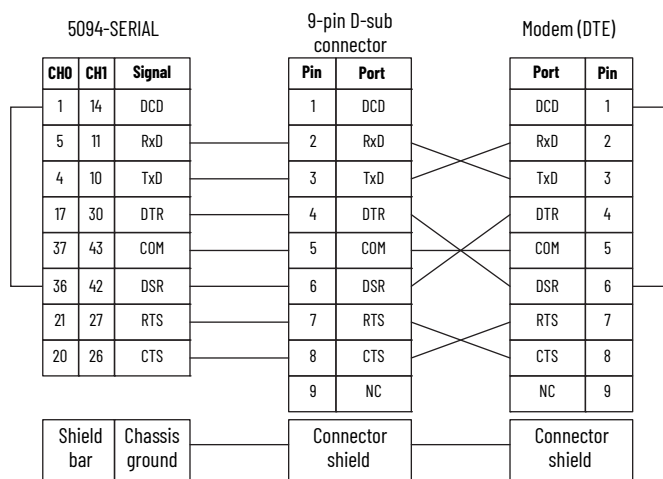 5094-SERIAL
9-pin D-sub
connector
Modem (DTE)
CH0 CH1 Signal
1 14 DCD
5 11 RxD
4 10 TxD
17 30 DTR
37 43 COM
36 42 DSR
21 27 RTS
20 26 CTS
Shield
bar
Chassis
ground
Pin Port
1 DCD
2 RxD
3 TxD
4 DTR
5 COM
6 DSR
7 RTS
8 CTS
9 NC
Connector
shield
Port Pin
DCD 1
RxD 2
TxD 3
DTR 4
COM 5
DSR 6
RTS 7
CTS 8
NC 9
Connector
shield